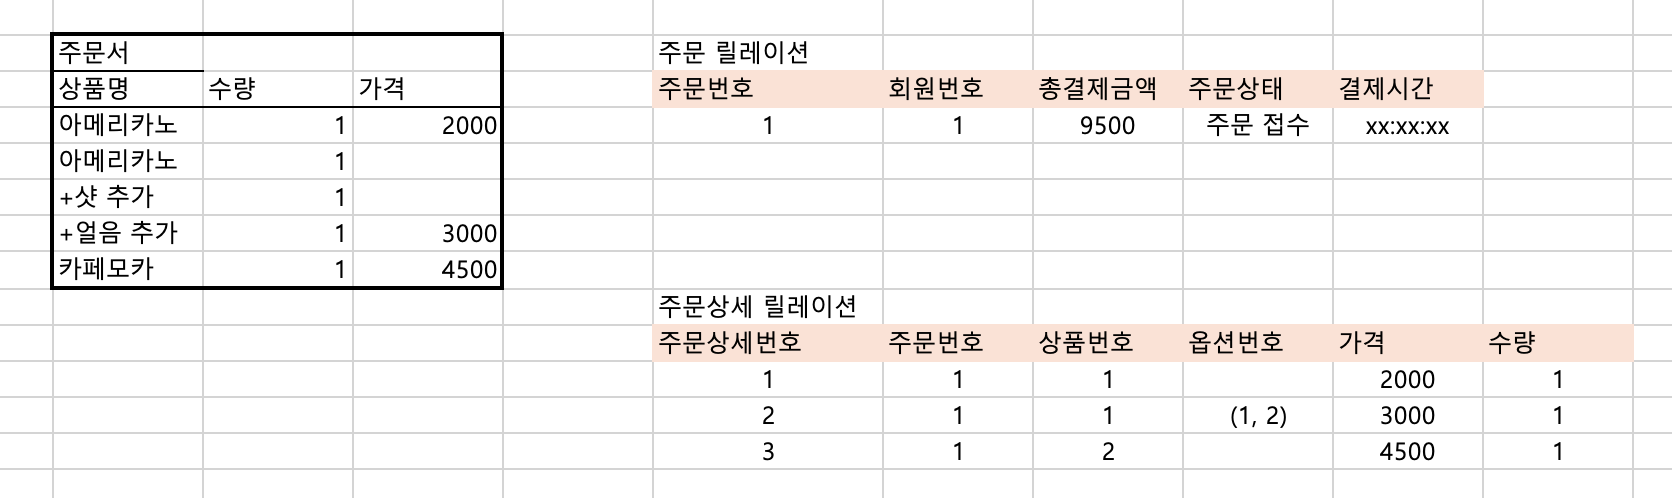 주문서
상품명 수량 가격
아메리카노 1 2000
아메리카노 1
+샷 추가 1
+얼음 추가 1 3000
카페모카 1 4500
주문 릴레이션
주문번호 회원번호 총결제금액 주문상태 결제시간
1 1 9500 주문 접수 xx:xx:xx
주문상세 릴레이션
주문상세번호 주문번호 상품번호 옵션번호 가격 수량
1 1 1 2000 1
2 1 1 (1, 2) 3000 1
3 1 2 4500 1